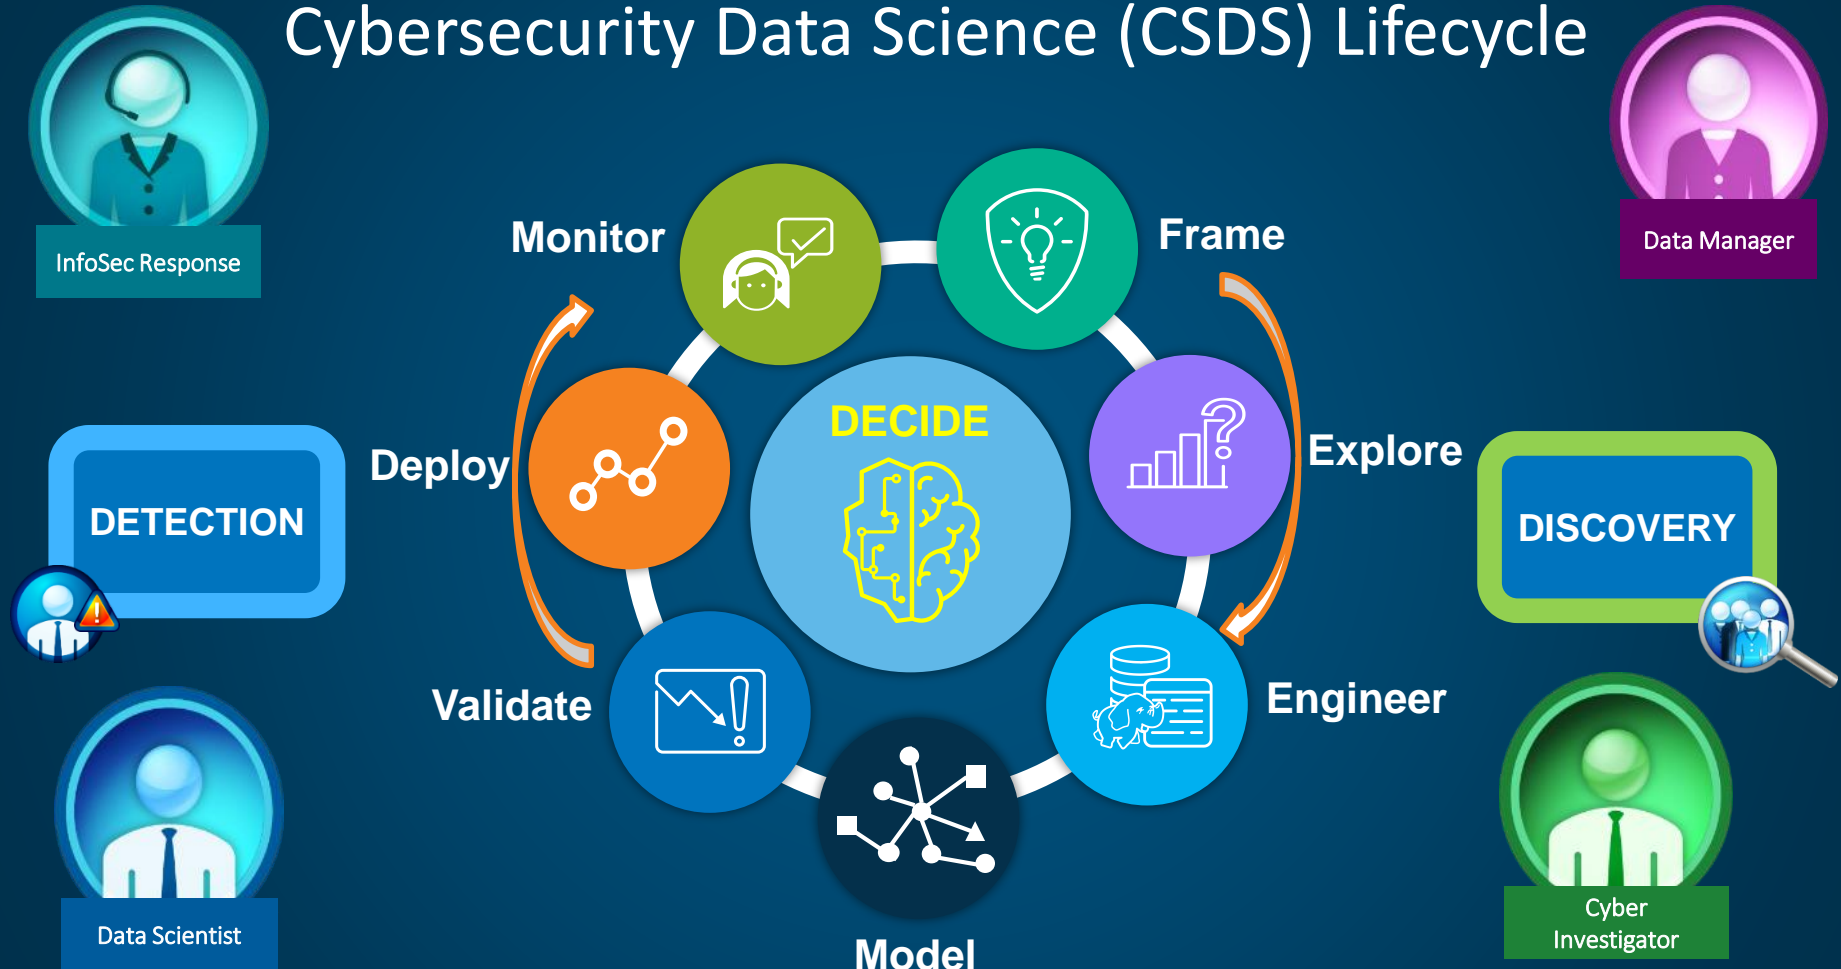 Cybersecurity Data Science (CSDS) Lifecycle
InfoSec Response
Data Manager
Monitor
Frame
DECIDE
Deploy
Explore
DETECTION
DISCOVERY
Validate
Engineer
Data Scientist
Cyber
Investigator
Model